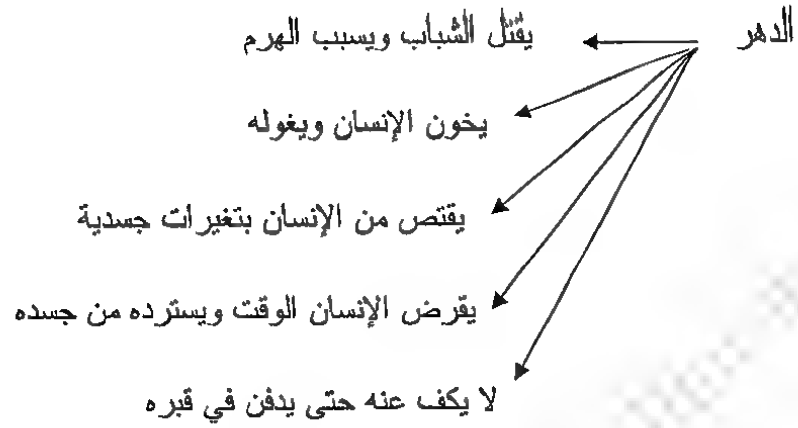 الدهر يقتل الشباب ويسبب الهرم
يخون الإنسان ويغوله
يقتص من الإنسان بتغيرات جسدية
يقرض الإنسان الوقت ويسترده من جسده
لا يكف عنه حتى يدفن في قبره